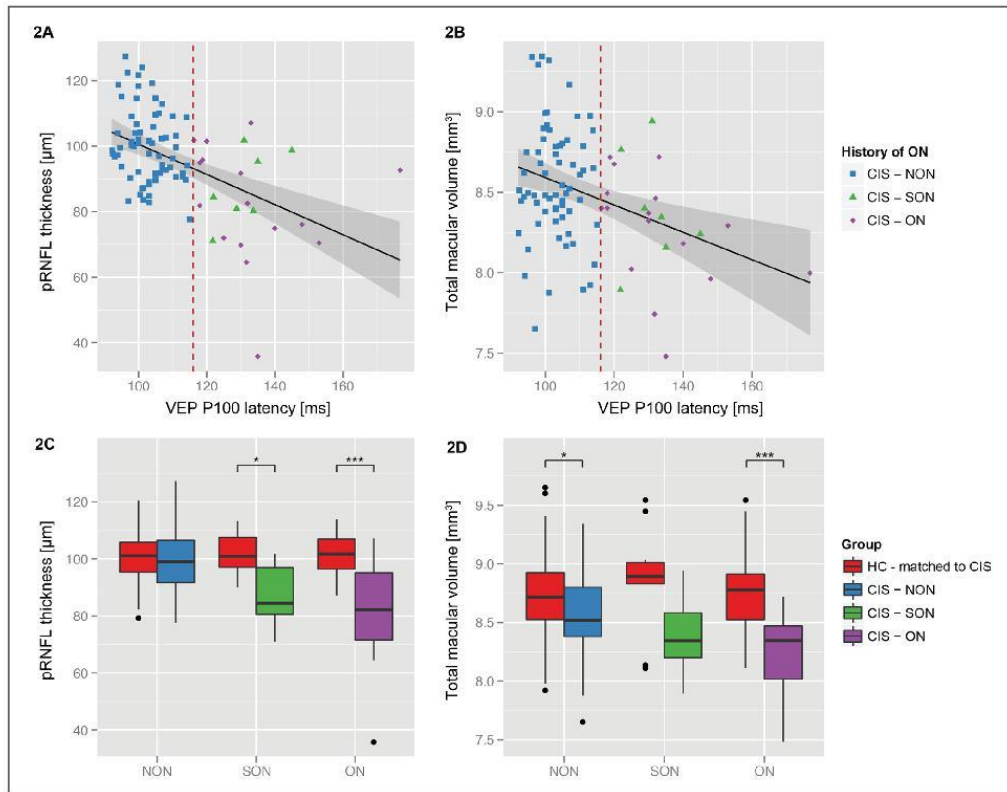 2A
pRNFL thickness [µm]
120
100
80
60
40
100
120
140
160
VEP P100 latency [ms]
2B
Total macular volume [mm³]
9.0
8.5
8.0
7.5
100
120
140
160
VEP P100 latency [ms]
History of ON
CIS – NON
CIS – SON
CIS – ON
2C
pRNFL thickness [µm]
120
100
80
60
40
*
***
NON
SON
ON
2D
Total macular volume [mm³]
9.5
9.0
8.5
8.0
7.5
*
***
NON
SON
ON
Group
HC - matched to CIS
CIS – NON
CIS – SON
CIS – ON